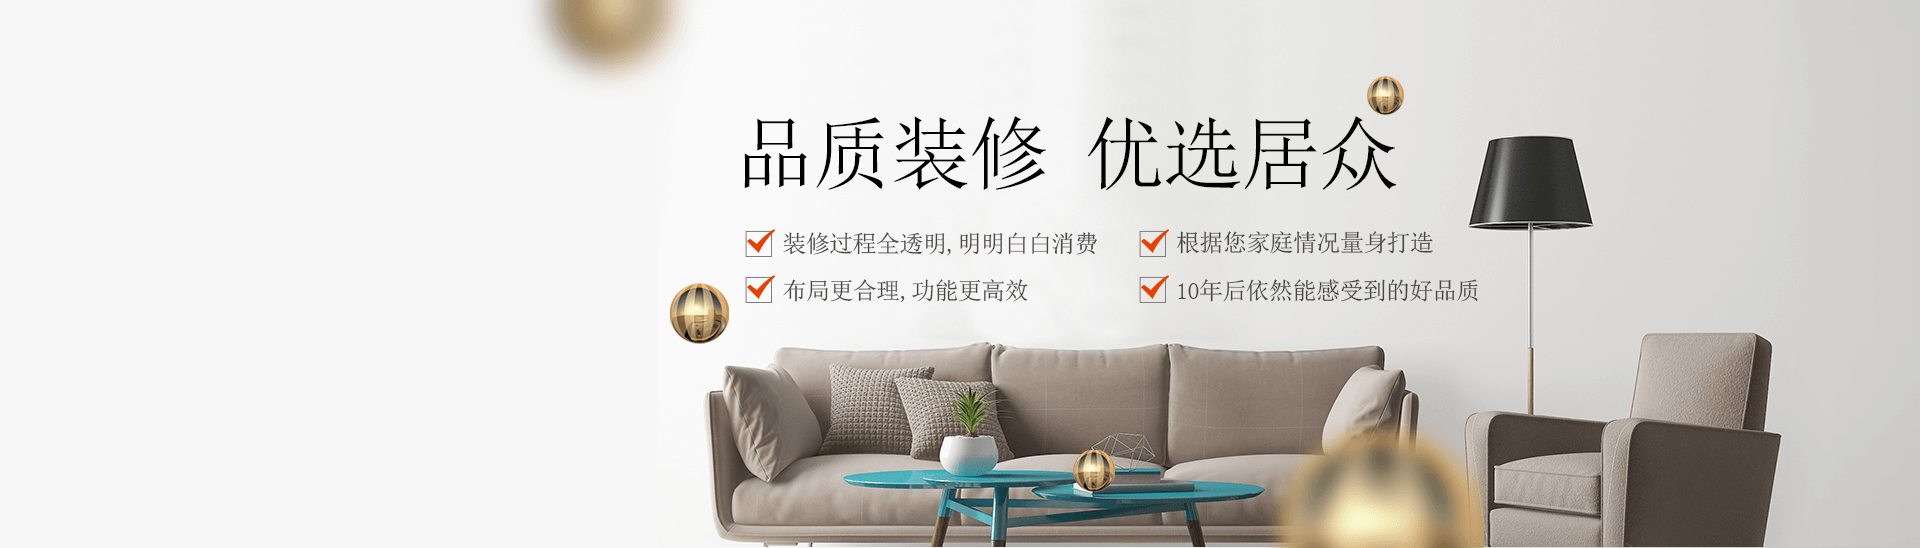 品质装修 优选居众
装修过程全透明,明明白白消费
根据您家庭情况量身打造
布局更合理,功能更高效
10年后依然能感受到的好品质